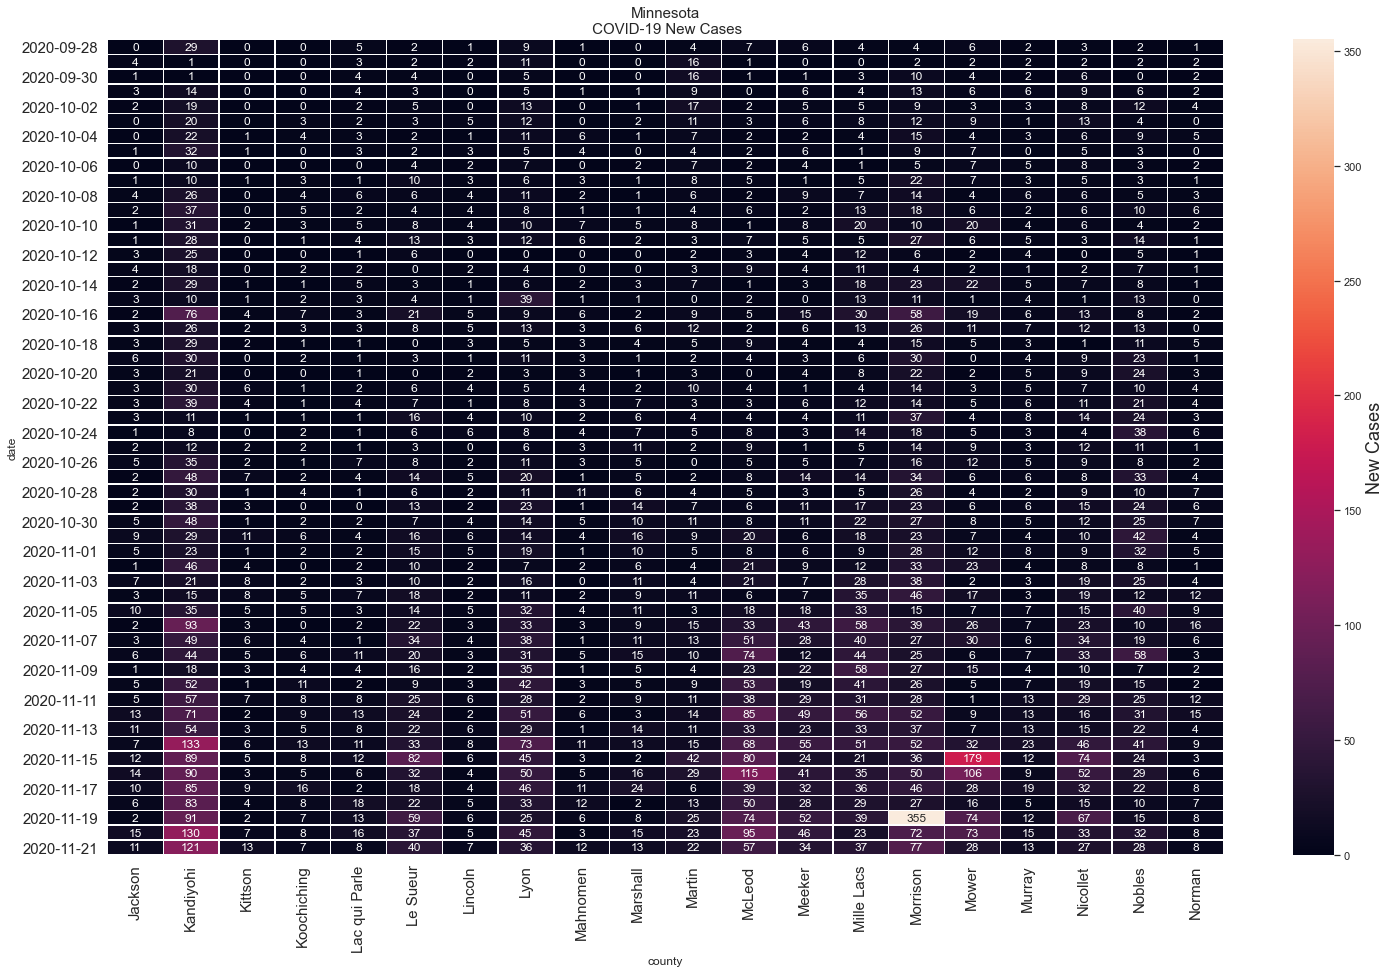 Minnesota
COVID-19 New Cases
2020-09-28 0 29 0 0 5 2 1 9 1 0 4 7 6 4 4 6 2 3 2 1
4 1 0 0 3 2 2 11 0 0 16 1 0 0 2 2 2 2 2 2
2020-09-30 1 1 0 0 4 4 0 5 0 0 16 1 1 3 10 4 2 6 0 2
3 14 0 0 4 3 0 5 1 1 9 0 6 4 13 6 6 9 6 2
2020-10-02 2 19 0 0 2 5 0 13 0 1 17 2 5 5 9 3 3 8 12 4
0 20 0 3 2 3 5 12 0 2 11 3 6 8 12 9 1 13 4 0
2020-10-04 0 22 1 4 3 2 1 11 6 1 7 2 2 4 15 4 3 6 9 5
1 32 1 0 3 2 3 5 4 0 4 2 6 1 9 7 0 5 3 0
2020-10-06 0 10 0 0 0 4 2 7 0 2 7 2 4 1 5 7 5 8 3 2
1 10 1 3 1 10 3 6 3 1 8 5 1 5 22 7 3 5 3 1
2020-10-08 4 26 0 4 6 6 4 11 2 1 6 2 9 7 14 4 6 6 5 3
2 37 0 5 2 4 4 8 1 1 4 6 2 13 18 6 2 6 10 6
2020-10-10 1 31 2 3 5 8 4 10 7 5 8 1 8 20 10 20 4 6 4 2
1 28 0 1 4 13 3 12 6 2 3 7 5 5 27 6 5 3 14 1
2020-10-12 3 25 0 0 1 6 0 0 0 0 2 3 4 12 6 2 4 0 5 1
4 18 0 2 2 0 2 4 0 0 3 9 4 11 4 2 1 2 7 1
2020-10-14 2 29 1 1 5 3 1 6 2 3 7 1 3 18 23 22 5 7 8 1
3 10 1 2 3 4 1 39 1 1 0 2 0 13 11 1 4 1 13 0
2020-10-16 2 76 4 7 3 21 5 9 6 2 9 5 15 30 58 19 6 13 8 2
3 26 2 3 3 8 5 13 3 6 12 2 6 13 26 11 7 12 13 0
2020-10-18 3 29 2 1 1 0 3 5 3 4 5 9 4 4 15 5 3 1 11 5
6 30 0 2 1 3 1 11 3 1 2 4 3 6 30 0 4 9 23 1
2020-10-20 3 21 0 0 1 0 2 3 3 1 3 0 4 8 22 2 5 9 24 3
3 30 6 1 2 6 4 5 4 2 10 4 1 4 14 3 5 7 10 4
2020-10-22 3 39 4 1 4 7 1 8 3 7 3 3 6 12 14 5 6 11 21 4
3 11 1 1 1 16 4 10 2 6 4 4 4 11 37 4 8 14 24 3
2020-10-24 1 8 0 2 1 6 6 8 4 7 5 8 3 14 18 5 3 4 38 6
2 12 2 2 1 3 0 6 3 11 2 9 1 5 14 9 3 12 11 1
2020-10-26 5 35 2 1 7 8 2 11 3 5 0 5 5 7 16 12 5 9 8 2
2 48 7 2 4 14 5 20 1 5 2 8 14 14 34 6 6 8 33 4
2020-10-28 2 30 1 4 1 6 2 11 11 6 4 5 3 5 26 4 2 9 10 7
2 38 3 0 0 13 2 23 1 14 7 6 11 17 23 6 6 15 24 6
2020-10-30 5 48 1 2 2 7 4 14 5 10 11 8 11 22 27 8 5 12 25 7
9 29 11 6 4 16 6 14 4 16 9 20 6 18 23 7 4 10 42 4
2020-11-01 5 23 1 2 2 15 5 19 1 10 5 8 6 9 28 12 8 9 32 5
1 46 4 0 2 10 2 7 2 6 4 21 9 12 33 23 4 8 8 1
2020-11-03 7 21 8 2 3 10 2 16 0 11 4 21 7 28 38 2 3 19 25 4
3 15 8 5 7 18 2 11 2 9 11 6 7 35 46 17 3 19 12 12
2020-11-05 10 35 5 5 3 14 5 32 4 11 3 18 18 33 15 7 7 15 40 9
2 93 3 0 2 22 3 33 3 9 15 33 43 58 39 26 7 23 10 16
2020-11-07 3 49 6 4 1 34 4 38 1 11 13 51 28 40 27 30 6 34 19 6
6 44 5 6 11 20 3 31 5 15 10 74 12 44 25 6 7 33 58 3
2020-11-09 1 18 3 4 4 16 2 35 1 5 4 23 22 58 27 15 4 10 7 2
5 52 1 11 2 9 3 42 3 5 9 53 19 41 26 5 7 19 15 2
2020-11-11 5 57 7 8 8 25 6 28 2 9 11 38 29 31 28 1 13 29 25 12
13 71 2 9 13 24 2 51 6 3 14 85 49 56 52 9 13 16 31 15
2020-11-13 11 54 3 5 8 22 6 29 1 14 11 33 23 33 37 7 13 15 22 4
7 133 6 13 11 33 8 73 11 13 15 68 55 51 52 32 23 46 41 9
2020-11-15 12 89 5 8 12 82 6 45 3 2 42 80 24 21 36 179 12 74 24 3
14 90 3 5 6 32 4 50 5 16 29 115 41 35 50 106 9 52 29 6
2020-11-17 10 85 9 16 2 18 4 46 11 24 6 39 32 36 46 28 19 32 22 8
6 83 4 8 18 22 5 33 12 2 13 50 28 29 27 16 5 15 10 7
2020-11-19 2 91 2 7 13 59 6 25 6 8 25 74 52 39 355 74 12 67 15 8
15 130 7 8 16 37 5 45 3 15 23 95 46 23 72 73 15 33 32 8
2020-11-21 11 121 13 7 8 40 7 36 12 13 22 57 34 37 77 28 13 27 28 8
date
Jackson Kandiyohi Kittson Koochiching Lac qui Parle Le Sueur Lincoln Lyon Mahnomen Marshall Martin McLeod Meeker Mille Lacs Morrison Mower Murray Nicollet Nobles Norman
county
350
300
250
200
150
100
50
0
New Cases